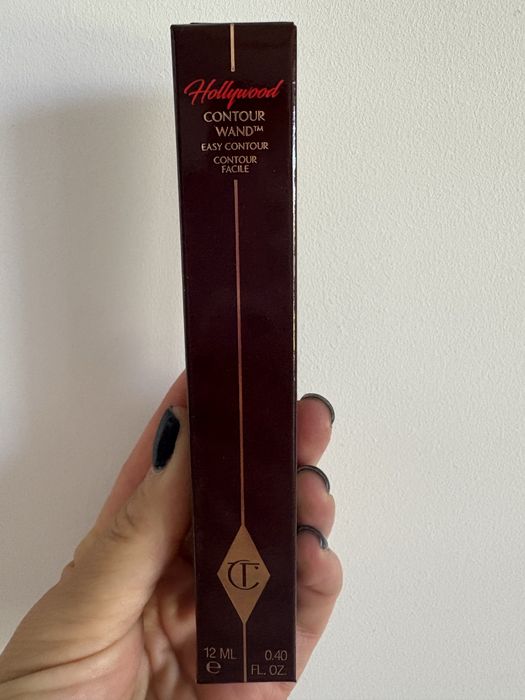 Hollywood
CONTOUR
WAND™
EASY CONTOUR
CONTOUR
FACILE
CT
12 ML 0.40
℮ FL. OZ.